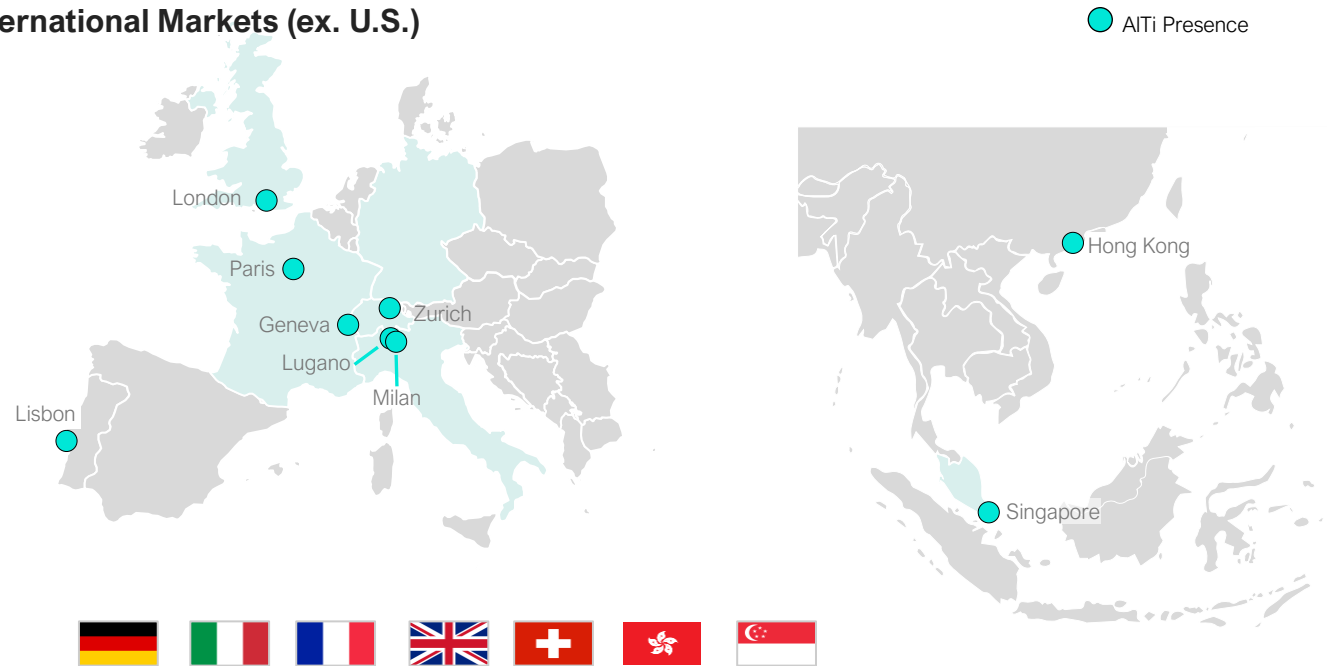 ernational Markets (ex. U.S.)
AlTi Presence
London
Paris
Geneva
Zurich
Lugano
Milan
Lisbon
Hong Kong
Singapore